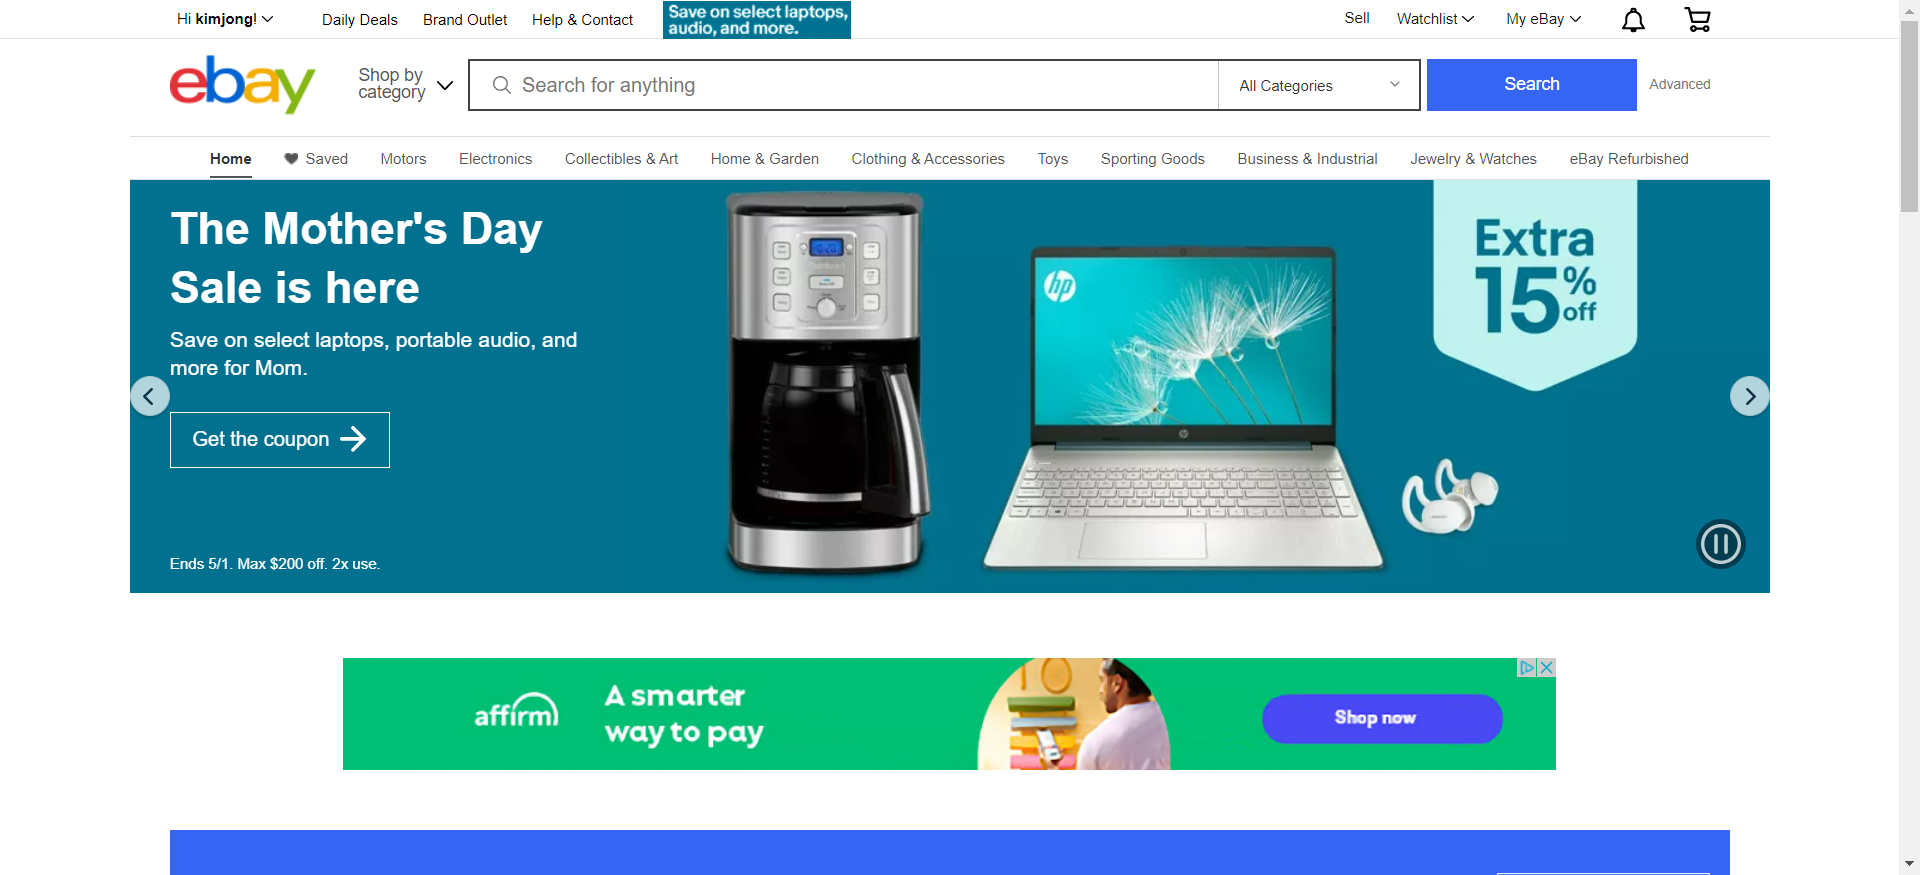 Hi kimjong!
Daily Deals
Brand Outlet
Help & Contact
Save on select laptops,
audio, and more.
Sell
Watchlist
My eBay
ebay
Shop by
category
Search for anything
All Categories
Search
Advanced
Home
Saved
Motors
Electronics
Collectibles & Art
Home & Garden
Clothing & Accessories
Toys
Sporting Goods
Business & Industrial
Jewelry & Watches
eBay Refurbished
The Mother's Day
Sale is here
Save on select laptops, portable audio, and
more for Mom.
Get the coupon
Ends 5/1. Max $200 off. 2x use.
10:20
hp
Extra
15%
off
affirm
A smarter
way to pay
Shop now